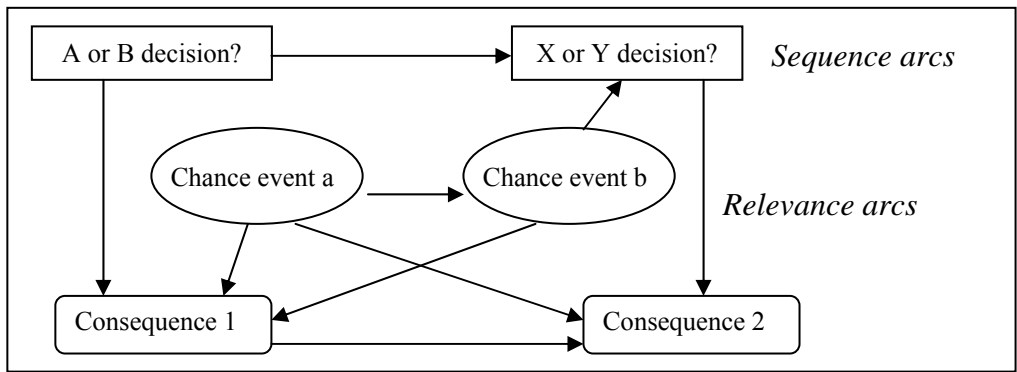 A or B decision?
X or Y decision?
Sequence arcs
Chance event a
Chance event b
Relevance arcs
Consequence 1
Consequence 2